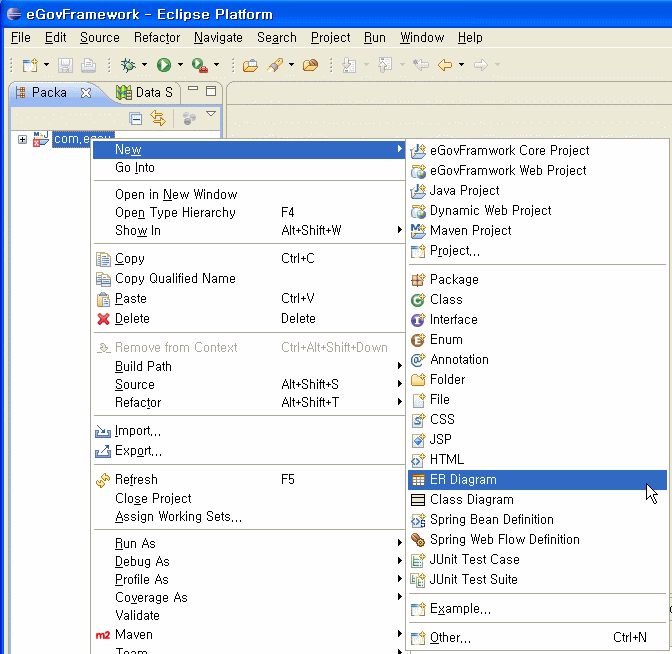 eGovFramework - Eclipse Platform
File Edit Source Refactor Navigate Search Project Run Window Help
Packa Data S
New
Go Into
Open in New Window
Open Type Hierarchy F4
Show In Alt+Shift+W
Copy Ctrl+C
Copy Qualified Name
Paste Ctrl+V
Delete Delete
Remove from Context Ctrl+Alt+Shift+Down
Build Path
Source Alt+Shift+S
Refactor Alt+Shift+T
Import...
Export...
Refresh F5
Close Project
Assign Working Sets...
Run As
Debug As
Profile As
Coverage As
Validate
m2 Maven
Team
eGovFramwork Core Project
eGovFramwork Web Project
Java Project
Dynamic Web Project
Maven Project
Project...
Package
Class
Interface
Enum
Annotation
Folder
File
CSS
JSP
HTML
ER Diagram
Class Diagram
Spring Bean Definition
Spring Web Flow Definition
JUnit Test Case
JUnit Test Suite
Example...
Other... Ctrl+N